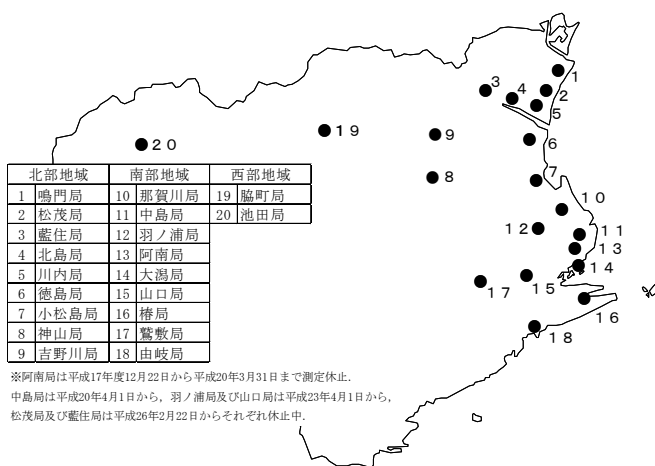 1
3
4
2
5
19
9
20
6
8
7
10
12
11
13
14
15
17
16
18
北部地域 南部地域 西部地域
1 鳴門局 10 那賀川局 19 脇町局
2 松茂局 11 中島局 20 池田局
3 藍住局 12 羽ノ浦局
4 北島局 13 阿南局
5 川内局 14 大潟局
6 徳島局 15 山口局
7 小松島局 16 椿局
8 神山局 17 鷲敷局
9 吉野川局 18 由岐局
※阿南局は平成17年度12月22日から平成20年3月31日まで測定休止.
中島局は平成20年4月1日から，羽ノ浦局及び山口局は平成23年4月1日から，
松茂局及び藍住局は平成26年2月22日からそれぞれ休止中.